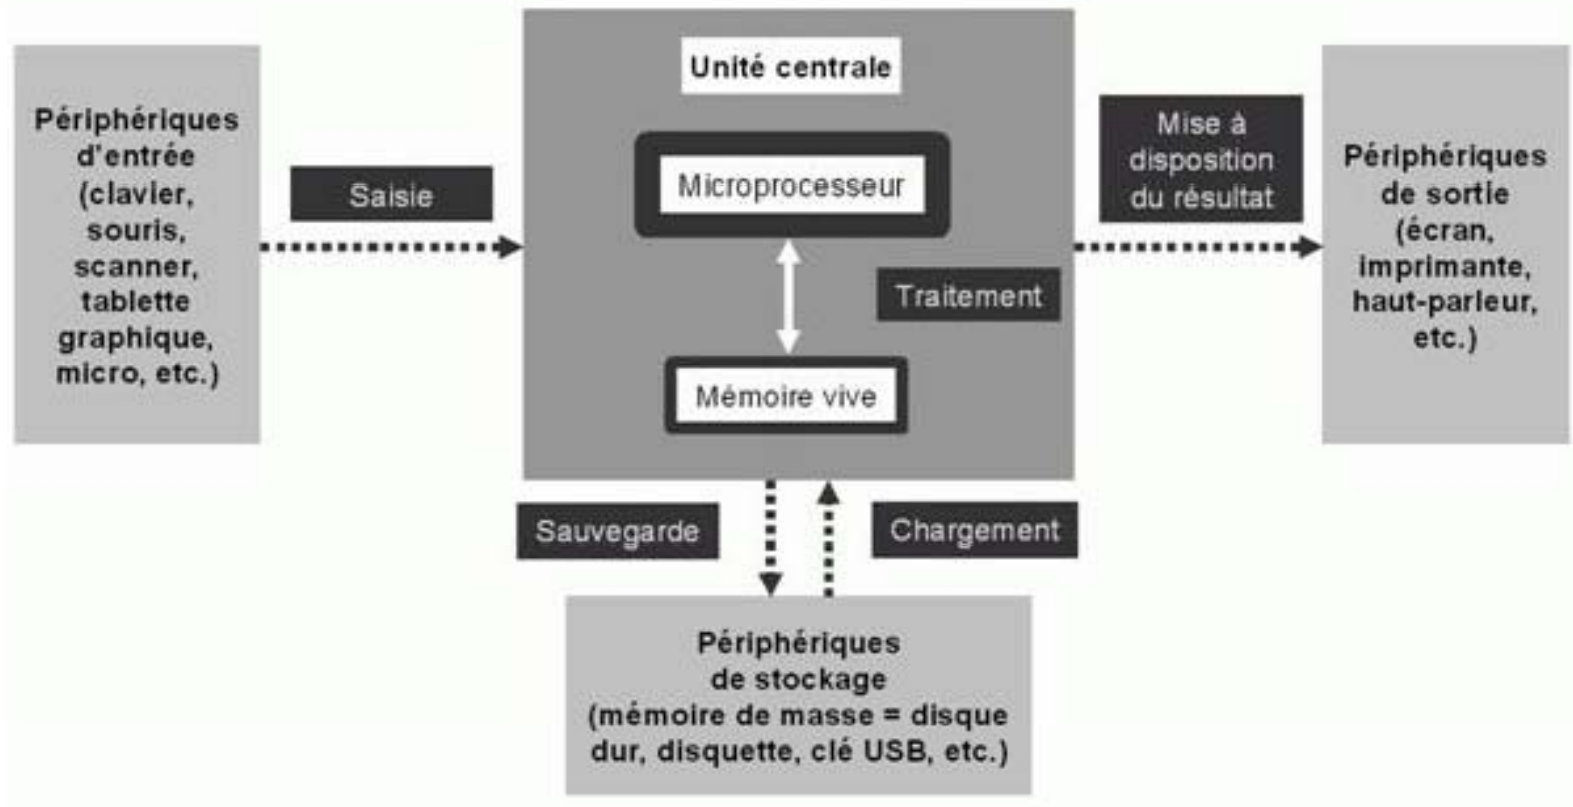 Périphériques
d'entrée
(clavier,
souris,
scanner,
tablette
graphique,
micro, etc.)
Saisie
Unité centrale
Microprocesseur
Traitement
Mémoire vive
Mise à
disposition
du résultat
Périphériques
de sortie
(écran,
imprimante,
haut-parleur,
etc.)
Sauvegarde
Chargement
Périphériques
de stockage
(mémoire de masse = disque
dur, disquette, clé USB, etc.)